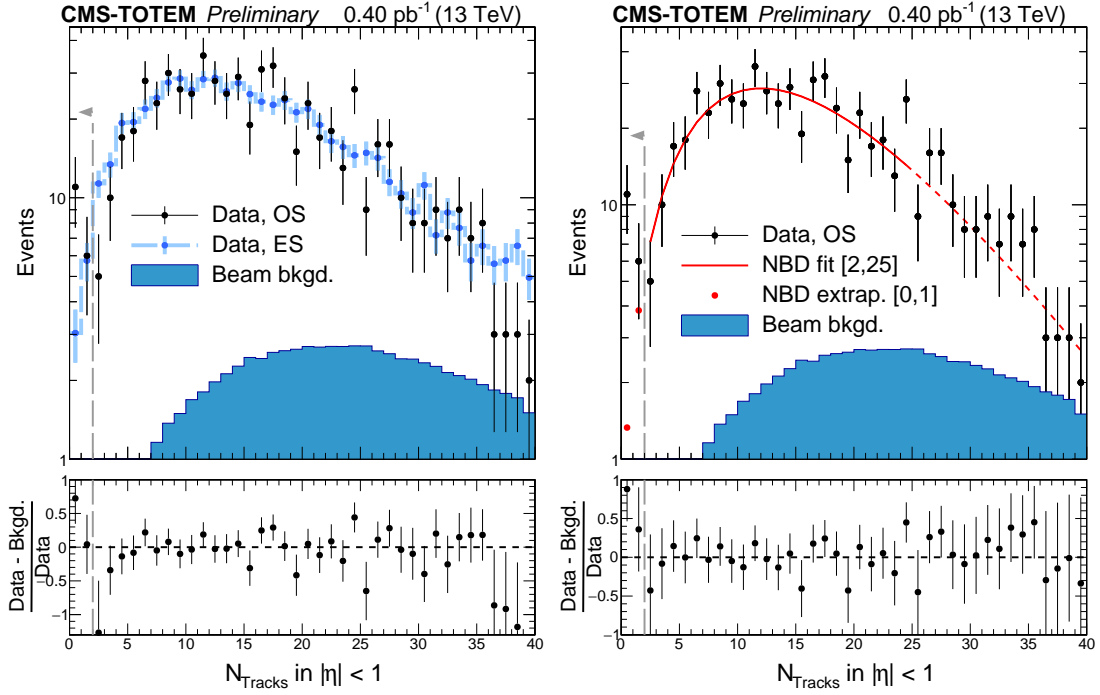 CMS-TOTEM Preliminary 0.40 pb⁻¹ (13 TeV)
Events
10
1
Data, OS
Data, ES
Beam bkgd.
Data - Bkgd.
Data
1
0.5
0
−0.5
−1
0 5 10 15 20 25 30 35 40
N_Tracks in |η| < 1
CMS-TOTEM Preliminary 0.40 pb⁻¹ (13 TeV)
Events
10
1
Data, OS
NBD fit [2,25]
NBD extrap. [0,1]
Beam bkgd.
Data - Bkgd.
Data
1
0.5
0
−0.5
−1
0 5 10 15 20 25 30 35 40
N_Tracks in |η| < 1